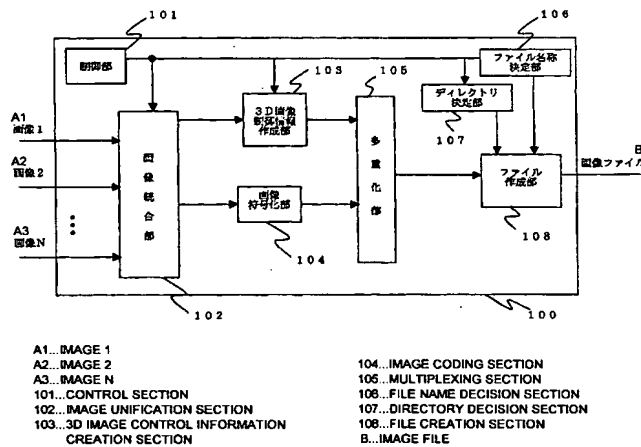 101
106
制御部
ファイル名称
決定部
103
105
ディレクトリ
決定部
A1
画像1
3D画像
制御情報
作成部
107
B
画像ファイル
A2
画像2
画像統合部
多重化部
ファイル
作成部
画像
符号化部
108
A3
画像N
104
102
100
A1...IMAGE 1
A2...IMAGE 2
A3...IMAGE N
101...CONTROL SECTION
102...IMAGE UNIFICATION SECTION
103...3D IMAGE CONTROL INFORMATION
CREATION SECTION
104...IMAGE CODING SECTION
105...MULTIPLEXING SECTION
106...FILE NAME DECISION SECTION
107...DIRECTORY DECISION SECTION
108...FILE CREATION SECTION
B...IMAGE FILE